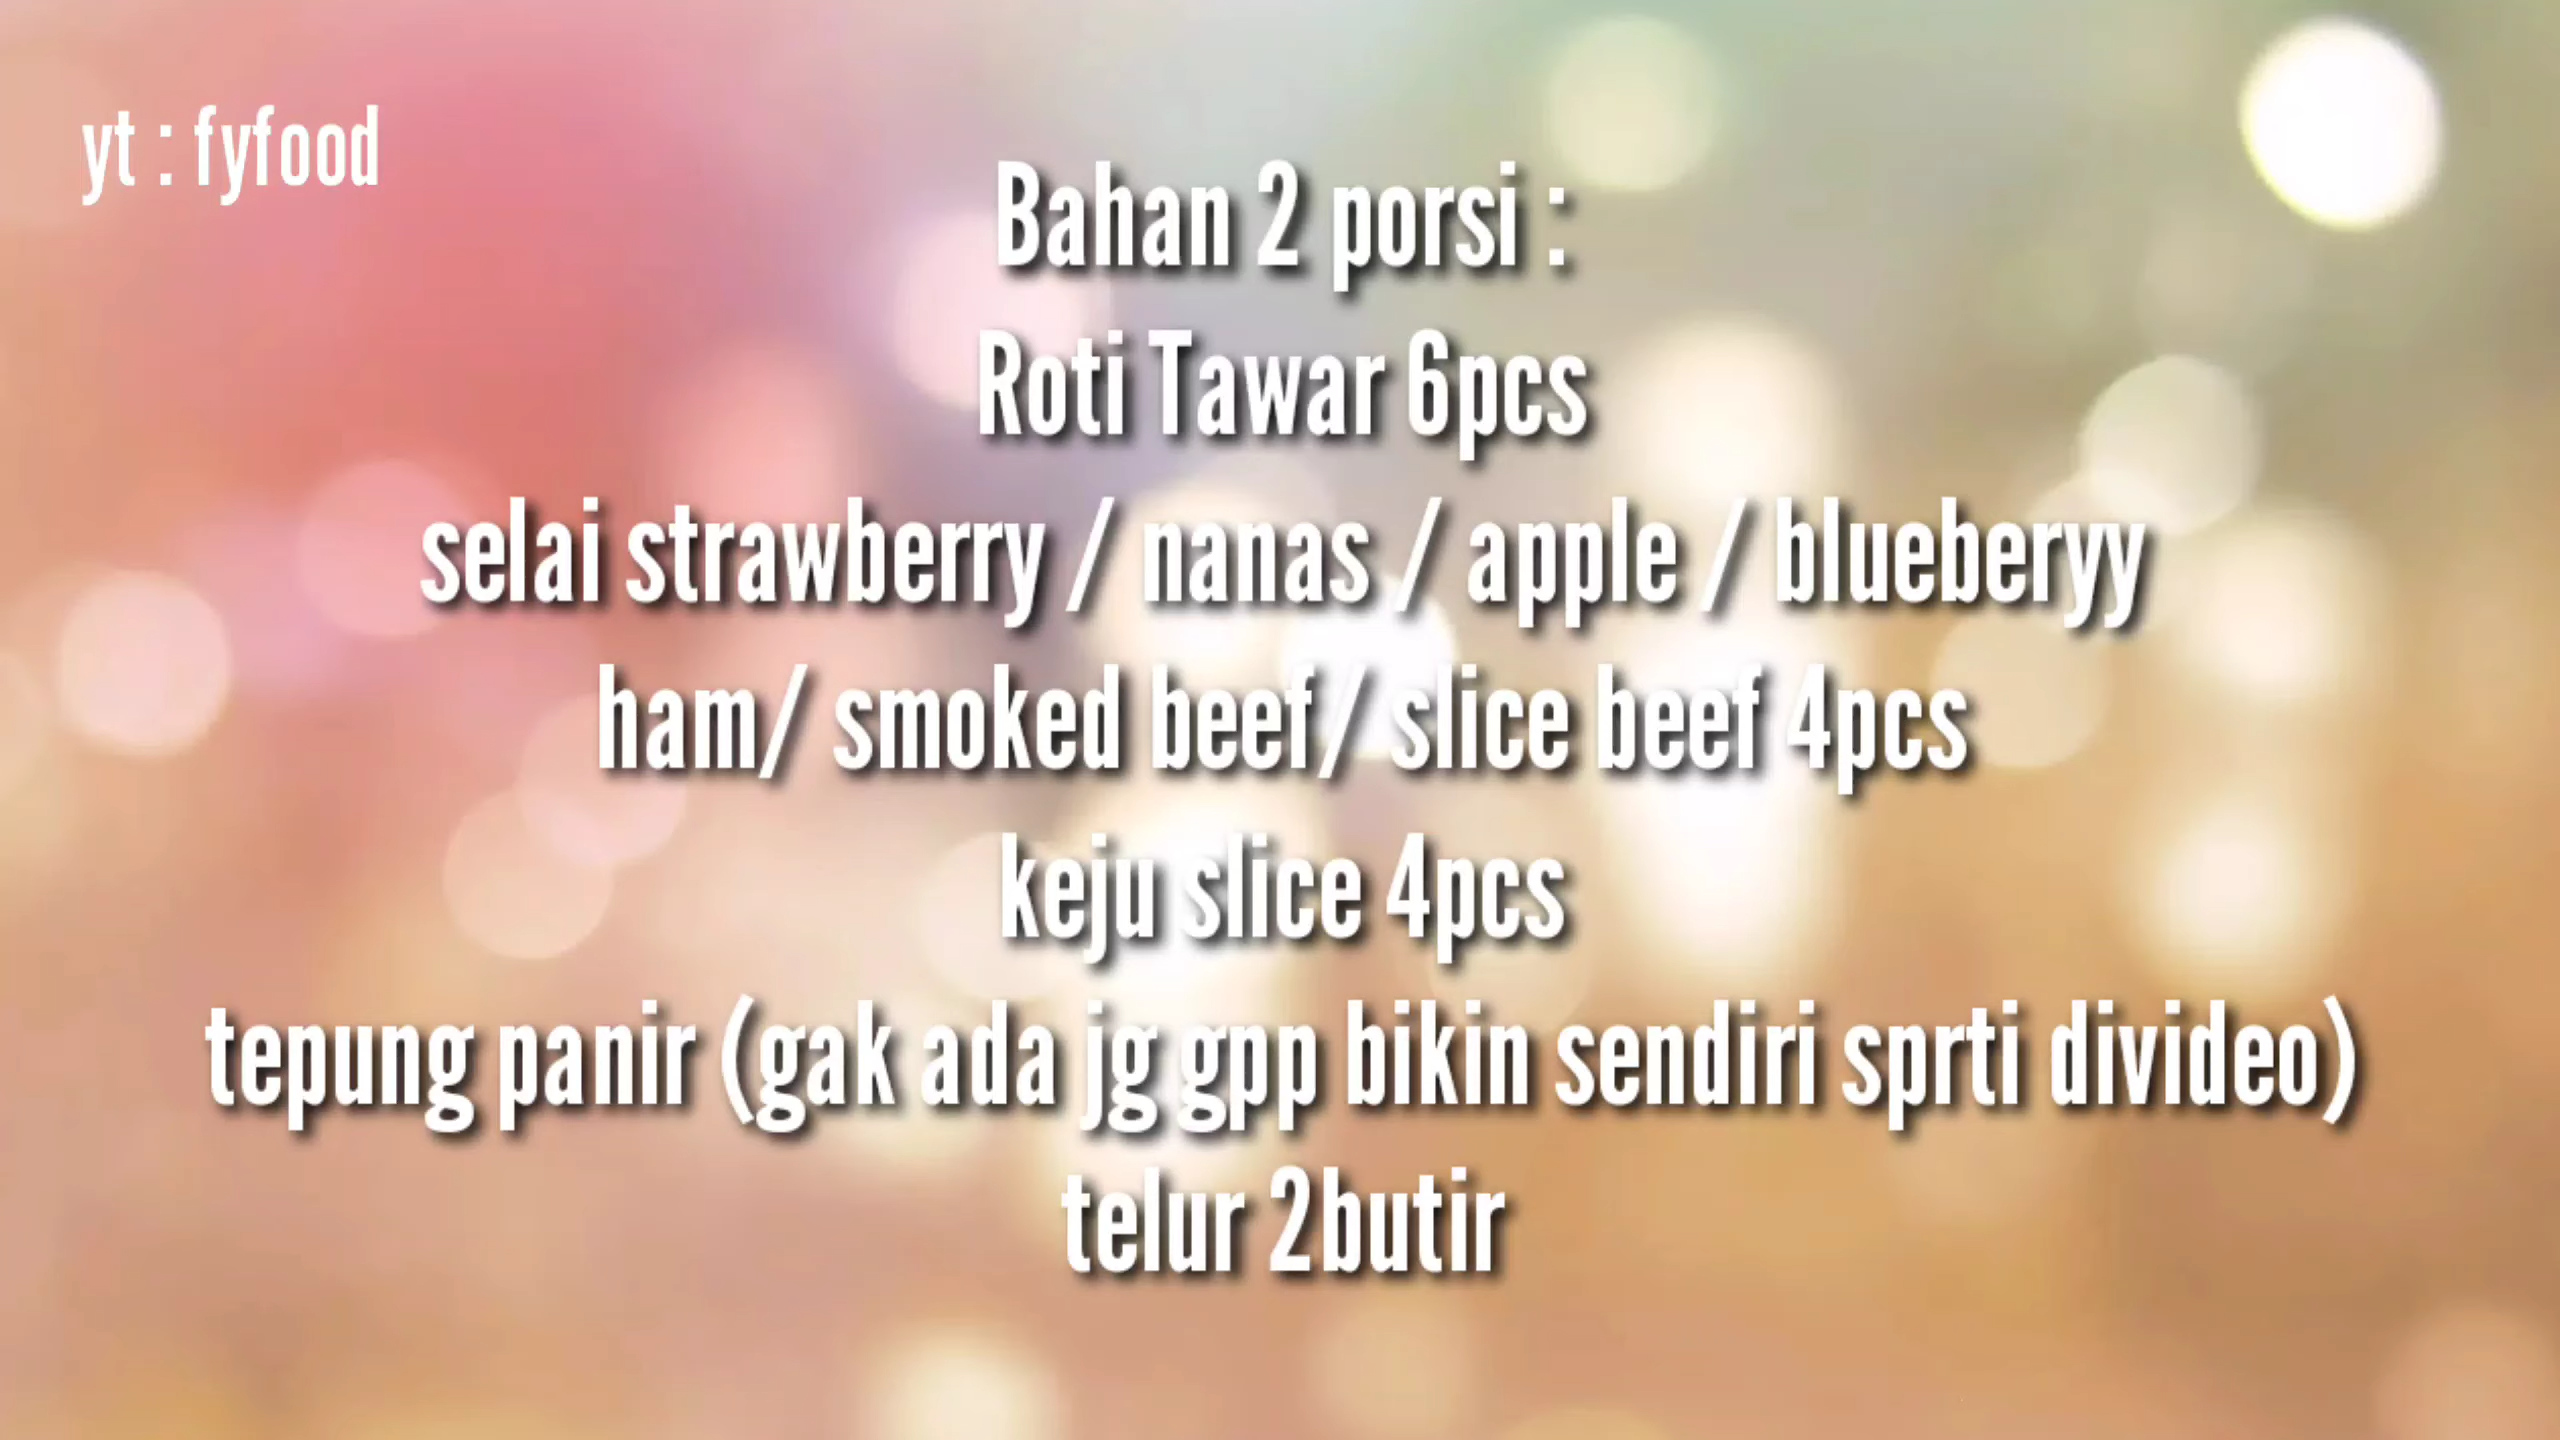 yt : fyfood
Bahan 2 porsi :
Roti Tawar 6pcs
selai strawberry / nanas / apple / blueberyy
ham/ smoked beef/ slice beef 4pcs
keju slice 4pcs
tepung panir (gak ada jg gpp bikin sendiri sprti divideo)
telur 2butir